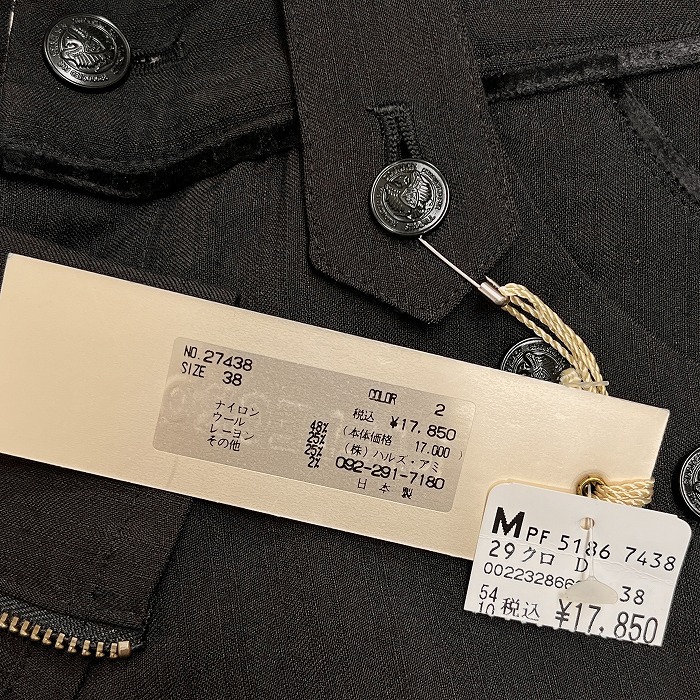 NO. 27438
SIZE 38
COLOR 2
税込 ¥17,850
(本体価格 17,000)
(株)ハルズ・アミ
092-291-7180
日本製
ナイロン 48%
ウール 25%
レーヨン 25%
その他 2%
M PF 5186 7438
29クロ D
002232866 38
54
10 税込 ¥17,850